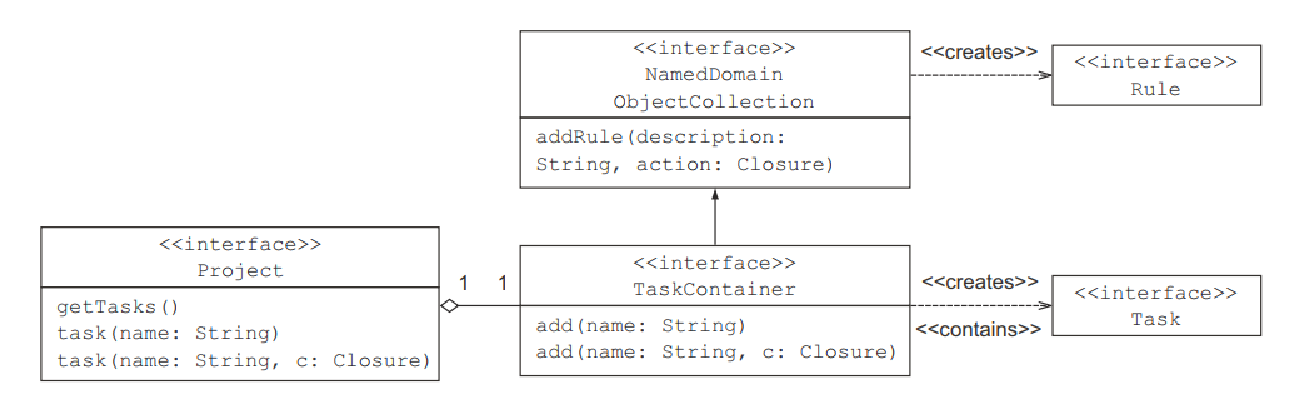 <<interface>>
NamedDomain
ObjectCollection
addRule(description:
String, action: Closure)
<<creates>>
<<interface>>
Rule
<<interface>>
Project
getTasks()
task(name: String)
task(name: String, c: Closure)
1
1
<<interface>>
TaskContainer
add(name: String)
add(name: String, c: Closure)
<<creates>>
<<contains>>
<<interface>>
Task